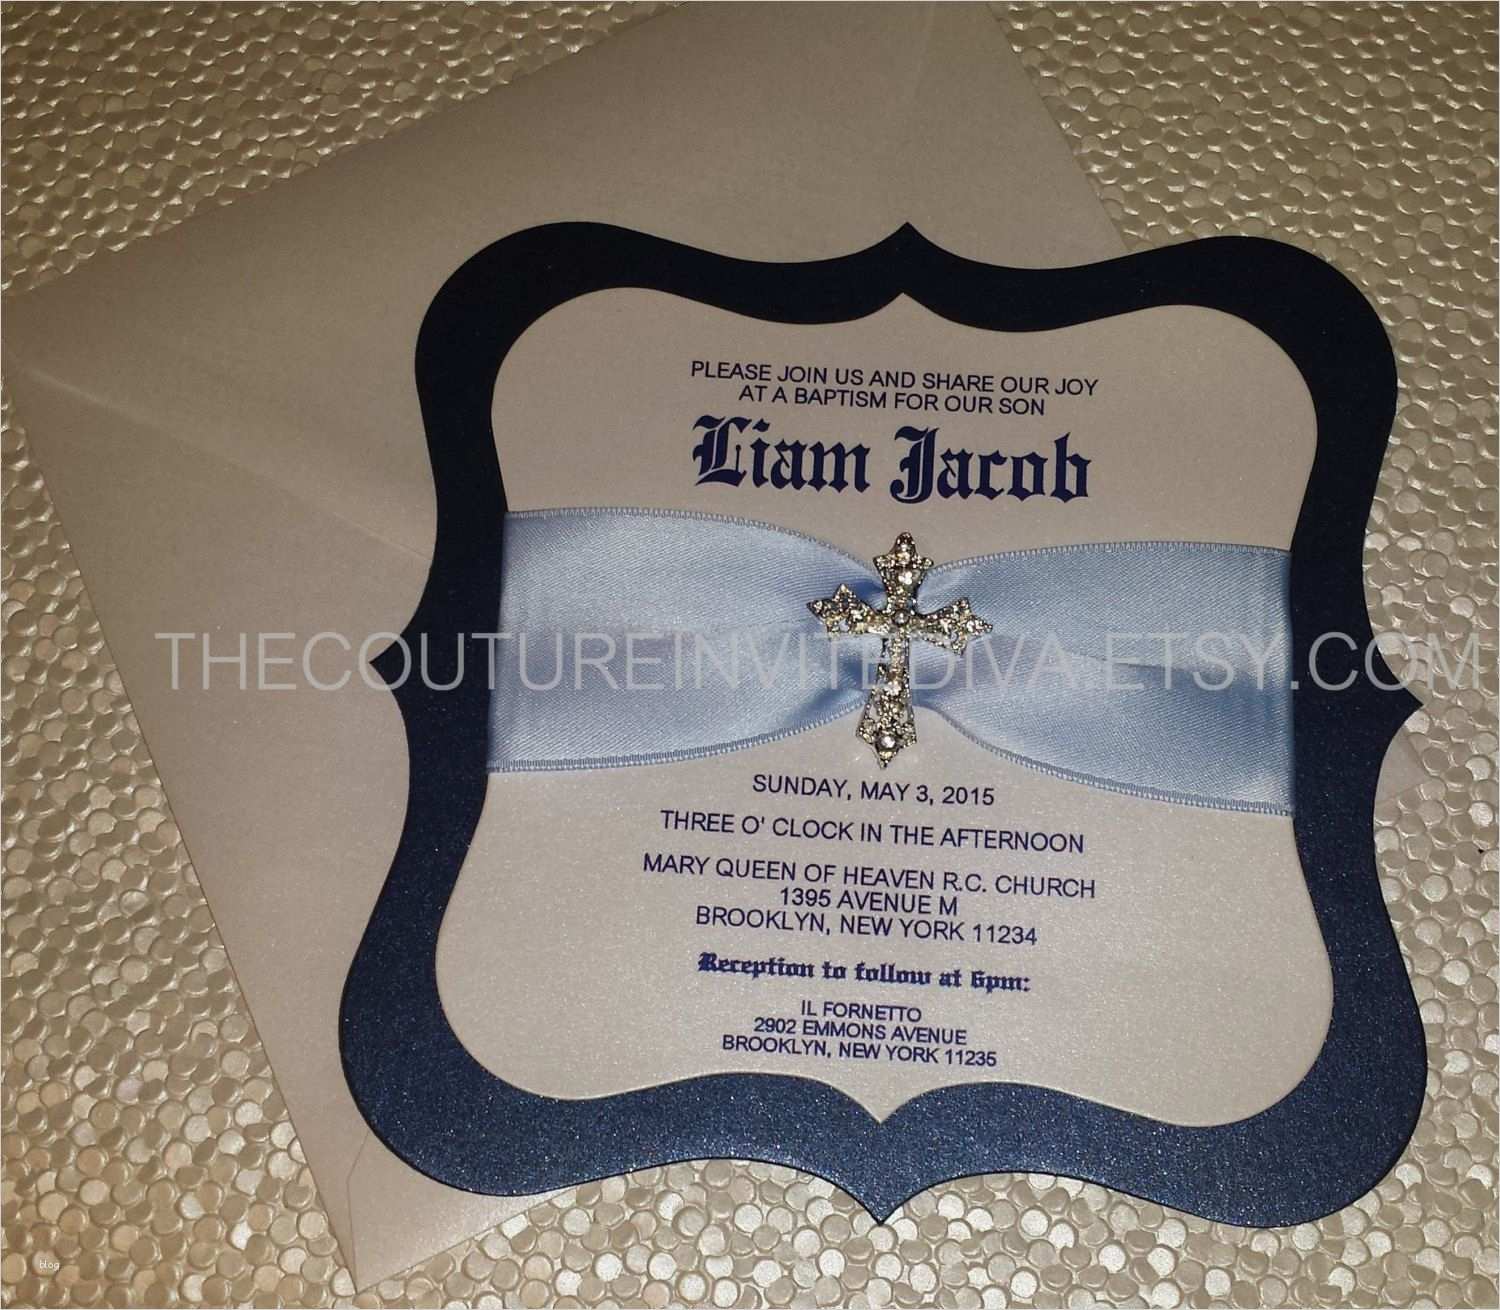 PLEASE JOIN US AND SHARE OUR JOY
AT A BAPTISM FOR OUR SON
Liam Jacob
THECOUTUREINVITEDIVA.ETSY.COM
SUNDAY, MAY 3, 2015
THREE O' CLOCK IN THE AFTERNOON
MARY QUEEN OF HEAVEN R.C. CHURCH
1395 AVENUE M
BROOKLYN, NEW YORK 11234
Reception to follow at 6pm:
IL FORNETTO
2902 EMMONS AVENUE
BROOKLYN, NEW YORK 11235
blog